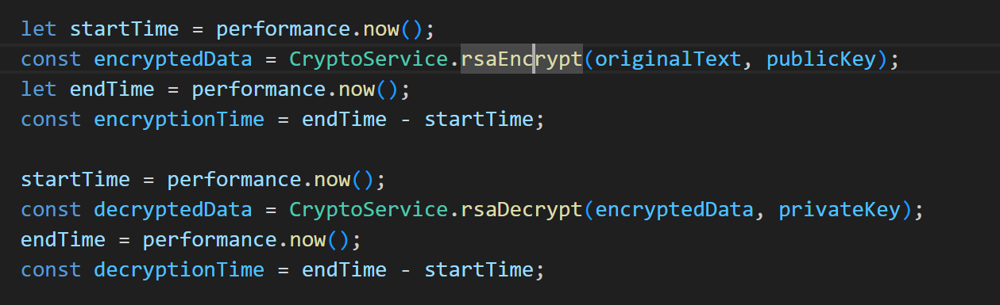 let startTime = performance.now();
const encryptedData = CryptoService.rsaEncrypt(originalText, publicKey);
let endTime = performance.now();
const encryptionTime = endTime - startTime;
startTime = performance.now();
const decryptedData = CryptoService.rsaDecrypt(encryptedData, privateKey);
endTime = performance.now();
const decryptionTime = endTime - startTime;